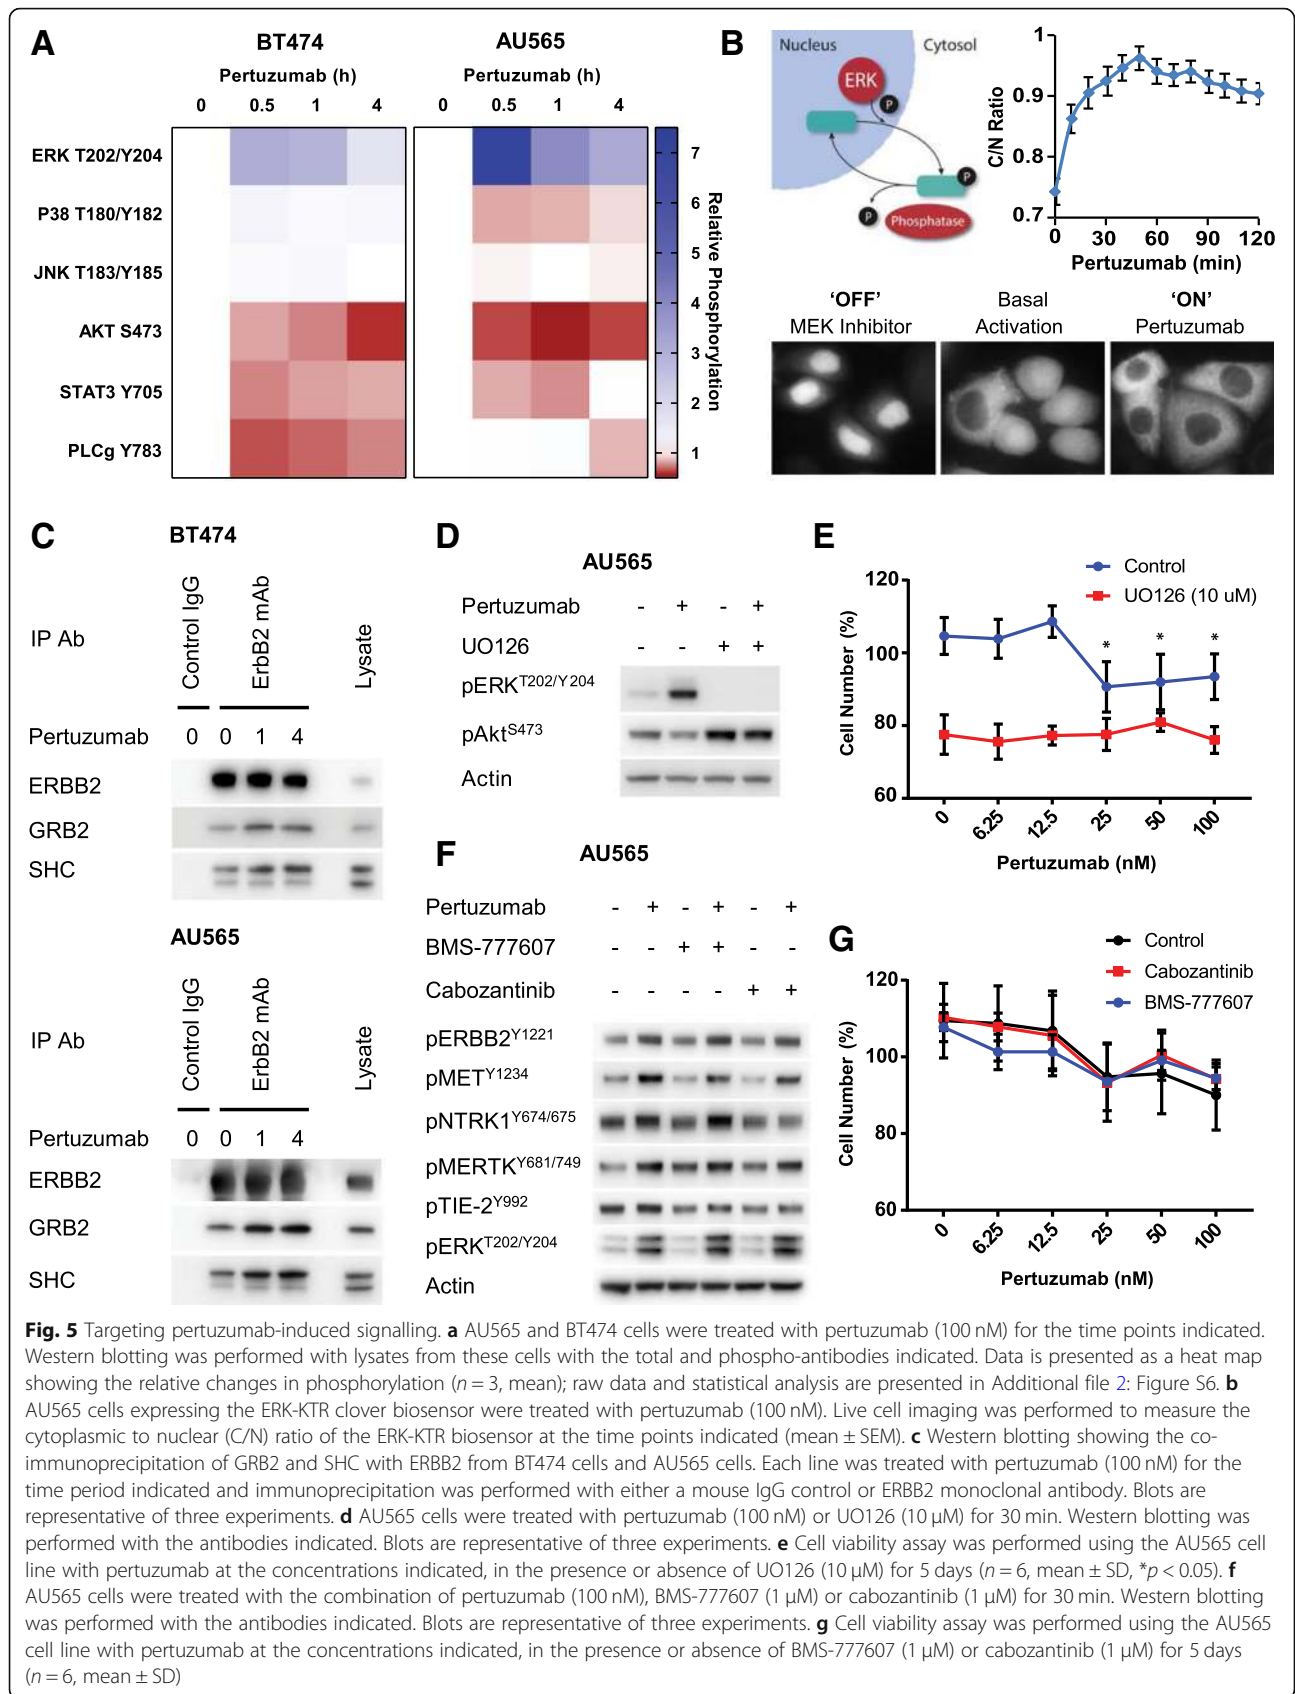 A
BT474
AU565
Pertuzumab (h)
Pertuzumab (h)
0 0.5 1 4 0 0.5 1 4
ERK T202/Y204
P38 T180/Y182
JNK T183/Y185
AKT S473
STAT3 Y705
PLCg Y783
7
6
5
4
3
2
1
Relative Phosphorylation
B
Nucleus
Cytosol
ERK
P
P
P
Phosphatase
C/N Ratio
1
0.9
0.8
0.7
0 30 60 90 120
Pertuzumab (min)
'OFF'
MEK Inhibitor
Basal
Activation
'ON'
Pertuzumab
C
BT474
IP Ab
Control IgG
ErbB2 mAb
Lysate
Pertuzumab 0 0 1 4
ERBB2
GRB2
SHC
AU565
IP Ab
Control IgG
ErbB2 mAb
Lysate
Pertuzumab 0 0 1 4
ERBB2
GRB2
SHC
D
AU565
Pertuzumab - + - +
UO126 - - + +
pERK^T202/Y204
pAkt^S473
Actin
E
Control
UO126 (10 uM)
Cell Number (%)
120
100
80
60
* * *
0 6.25 12.5 25 50 100
Pertuzumab (nM)
F
AU565
Pertuzumab - + - + - +
BMS-777607 - - + + - -
Cabozantinib - - - - + +
pERBB2^Y1221
pMET^Y1234
pNTRK1^Y674/675
pMERTK^Y681/749
pTIE-2^Y992
pERK^T202/Y204
Actin
G
Control
Cabozantinib
BMS-777607
Cell Number (%)
120
100
80
60
0 6.25 12.5 25 50 100
Pertuzumab (nM)
Fig. 5 Targeting pertuzumab-induced signalling. a AU565 and BT474 cells were treated with pertuzumab (100 nM) for the time points indicated.
Western blotting was performed with lysates from these cells with the total and phospho-antibodies indicated. Data is presented as a heat map
showing the relative changes in phosphorylation (n = 3, mean); raw data and statistical analysis are presented in Additional file 2: Figure S6. b
AU565 cells expressing the ERK-KTR clover biosensor were treated with pertuzumab (100 nM). Live cell imaging was performed to measure the
cytoplasmic to nuclear (C/N) ratio of the ERK-KTR biosensor at the time points indicated (mean ± SEM). c Western blotting showing the co-
immunoprecipitation of GRB2 and SHC with ERBB2 from BT474 cells and AU565 cells. Each line was treated with pertuzumab (100 nM) for the
time period indicated and immunoprecipitation was performed with either a mouse IgG control or ERBB2 monoclonal antibody. Blots are
representative of three experiments. d AU565 cells were treated with pertuzumab (100 nM) or UO126 (10 µM) for 30 min. Western blotting was
performed with the antibodies indicated. Blots are representative of three experiments. e Cell viability assay was performed using the AU565 cell
line with pertuzumab at the concentrations indicated, in the presence or absence of UO126 (10 µM) for 5 days (n = 6, mean ± SD, *p < 0.05). f
AU565 cells were treated with the combination of pertuzumab (100 nM), BMS-777607 (1 µM) or cabozantinib (1 µM) for 30 min. Western blotting
was performed with the antibodies indicated. Blots are representative of three experiments. g Cell viability assay was performed using the AU565
cell line with pertuzumab at the concentrations indicated, in the presence or absence of BMS-777607 (1 µM) or cabozantinib (1 µM) for 5 days
(n = 6, mean ± SD)